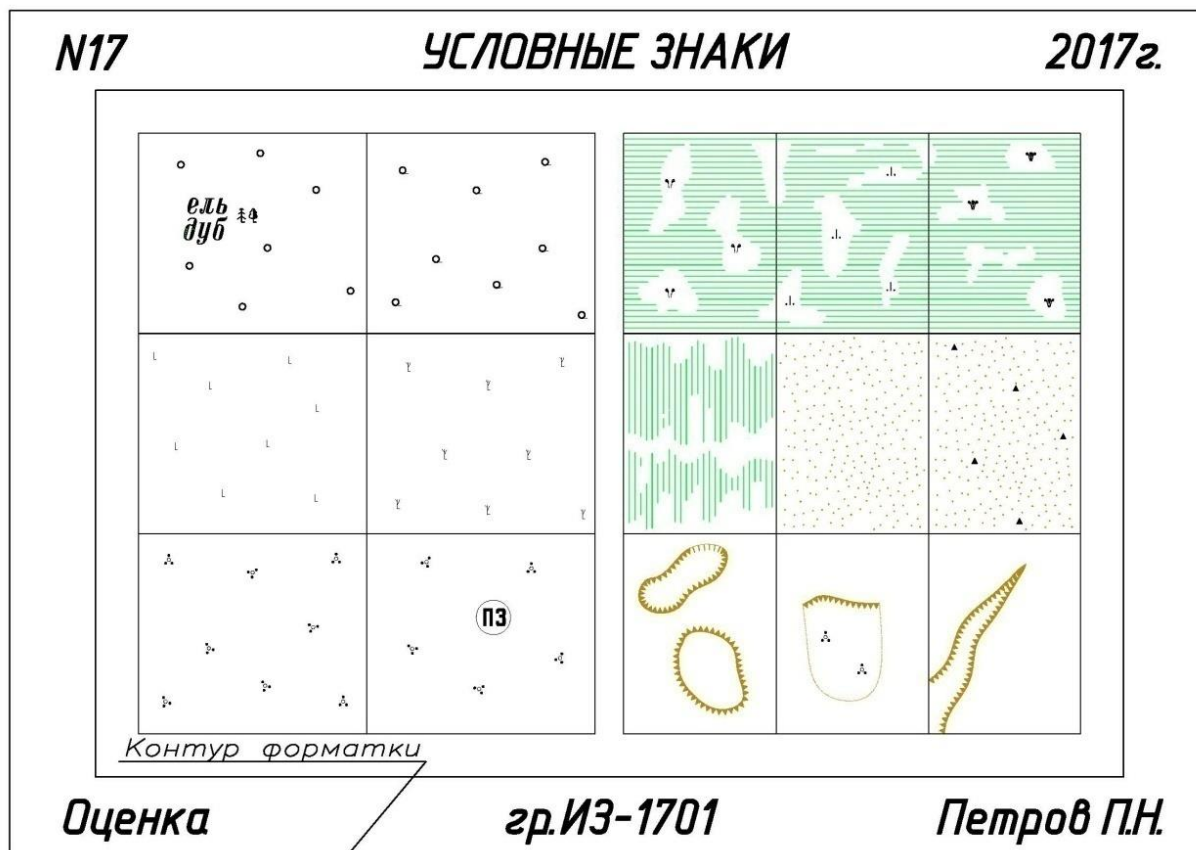 N17 УСЛОВНЫЕ ЗНАКИ 2017г.
ель
дуб
ПЗ
Контур форматки
Оценка гр.ИЗ-1701 Петров П.Н.